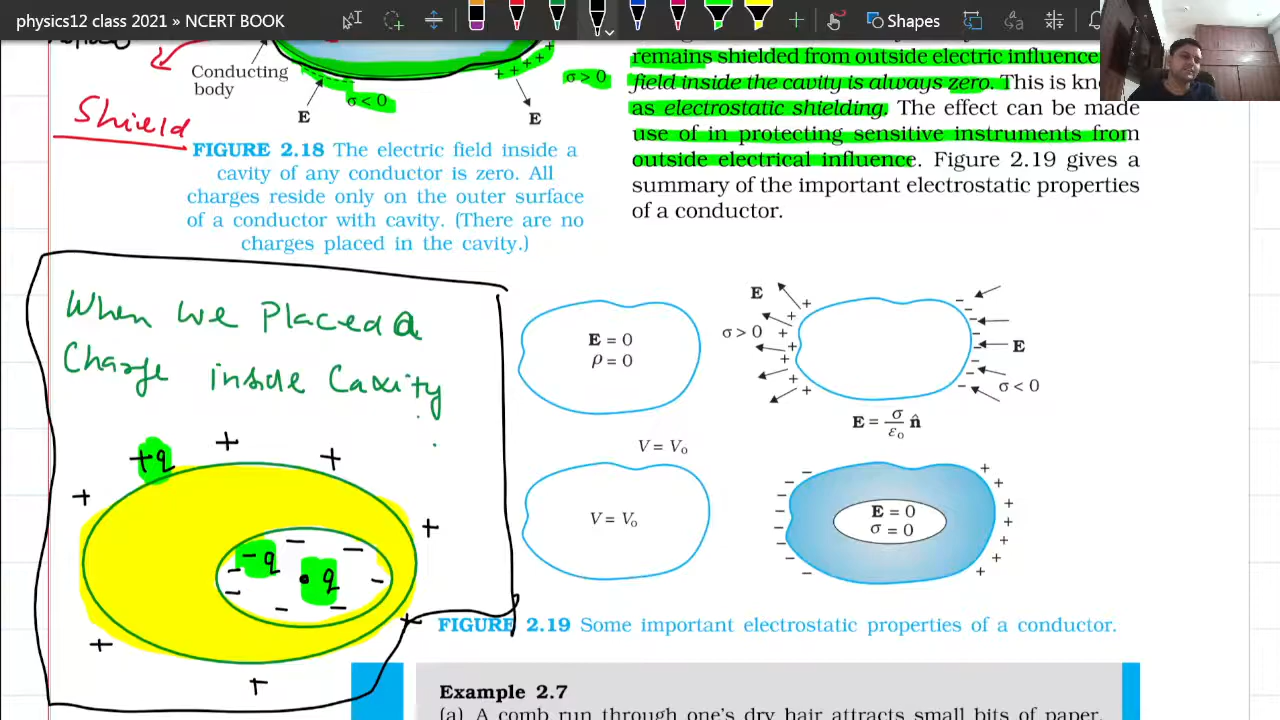 physics12 class 2021 » NCERT BOOK
Shapes
Conducting
body
σ < 0
σ > 0
E
E
Shield
FIGURE 2.18 The electric field inside a
cavity of any conductor is zero. All
charges reside only on the outer surface
of a conductor with cavity. (There are no
charges placed in the cavity.)
remains shielded from outside electric influence
field inside the cavity is always zero. This is
as electrostatic shielding. The effect can be made
use of in protecting sensitive instruments from
outside electrical influence. Figure 2.19 gives a
summary of the important electrostatic properties
of a conductor.
When we Placed a
Charge inside Cavity
+q
-q
q
E = 0
ρ = 0
E
σ > 0
E
σ < 0
E = σ/ε₀ n̂
V = V₀
V = V₀
E = 0
σ = 0
FIGURE 2.19 Some important electrostatic properties of a conductor.
Example 2.7
(a) A comb run through one's dry hair attracts small bits of paper.